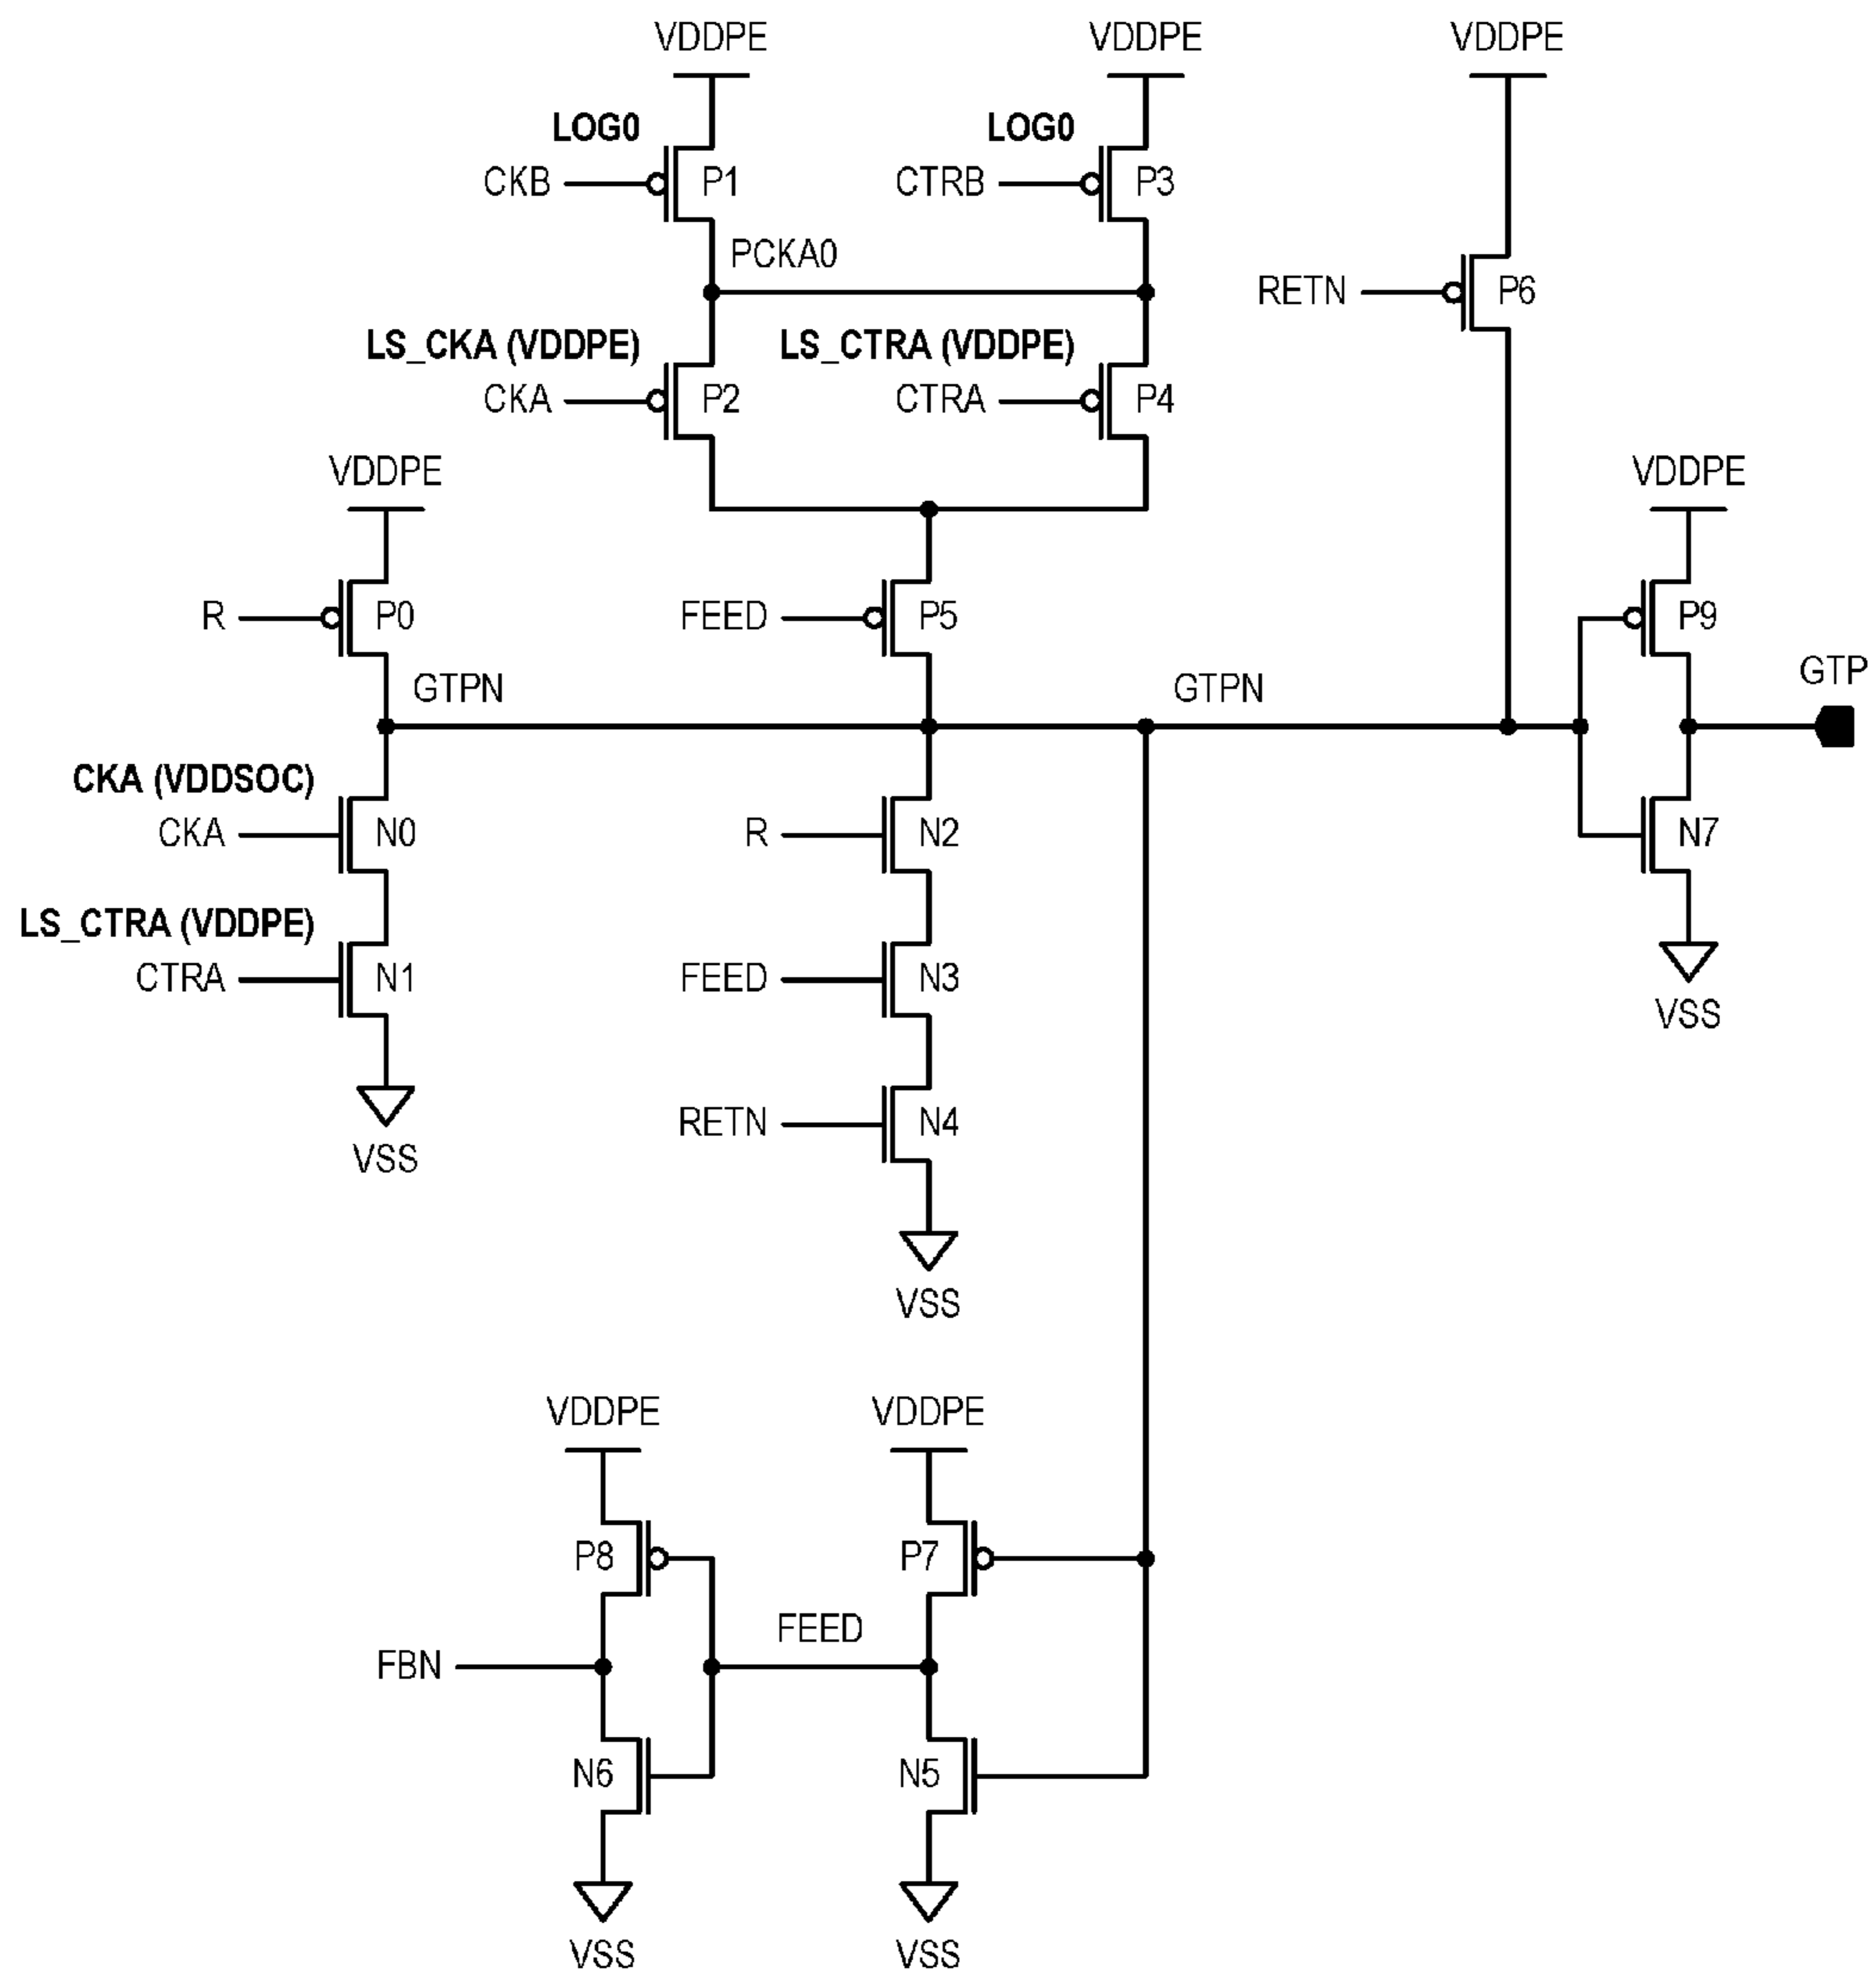 VDDPE VDDPE VDDPE
LOG0 LOG0
CKB P1 CTRB P3
PCKA0
RETN P6
LS_CKA (VDDPE) LS_CTRA (VDDPE)
CKA P2 CTRA P4
VDDPE VDDPE
R P0 FEED P5 P9
GTP
GTPN GTPN
CKA (VDDSOC)
CKA N0 R N2 N7
LS_CTRA (VDDPE)
CTRA N1 FEED N3
VSS
RETN N4
VSS
VSS
VDDPE VDDPE
P8 P7
FEED
FBN
N6 N5
VSS VSS